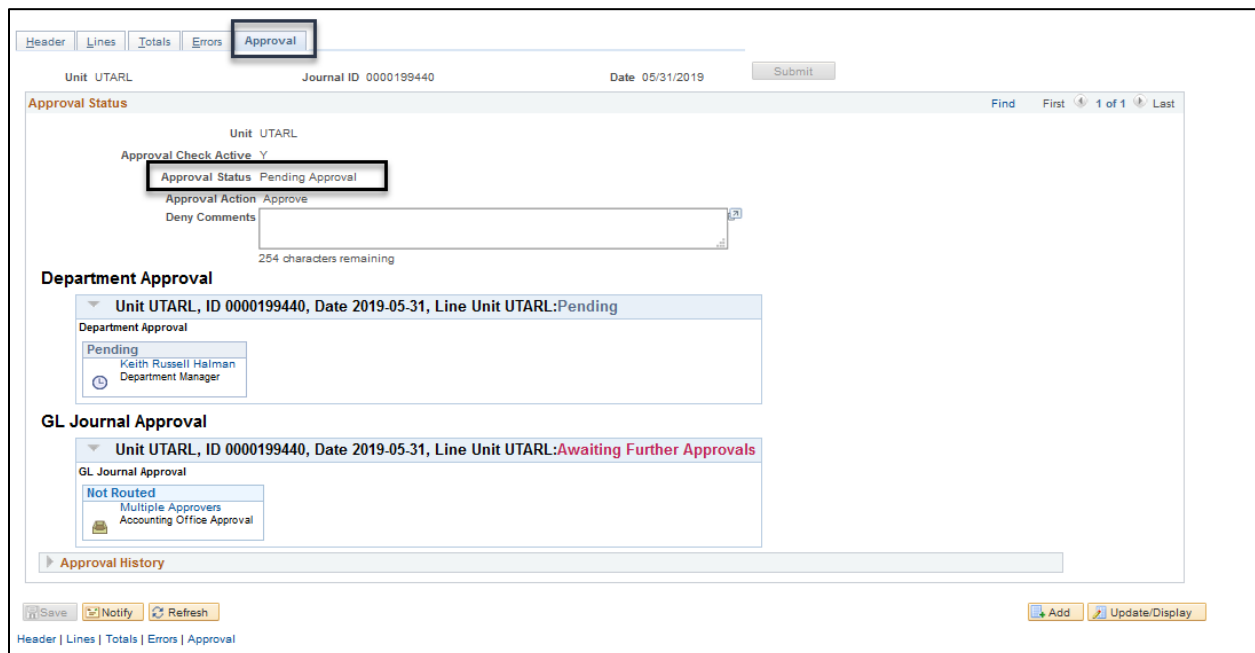 Header Lines Totals Errors Approval
Unit UTARL Journal ID 0000199440 Date 05/31/2019 Submit
Approval Status Find First 1 of 1 Last
Unit UTARL
Approval Check Active Y
Approval Status Pending Approval
Approval Action Approve
Deny Comments
254 characters remaining
Department Approval
Unit UTARL, ID 0000199440, Date 2019-05-31, Line Unit UTARL:Pending
Department Approval
Pending
Keith Russell Halman
Department Manager
GL Journal Approval
Unit UTARL, ID 0000199440, Date 2019-05-31, Line Unit UTARL:Awaiting Further Approvals
GL Journal Approval
Not Routed
Multiple Approvers
Accounting Office Approval
Approval History
Save Notify Refresh Add Update/Display
Header | Lines | Totals | Errors | Approval